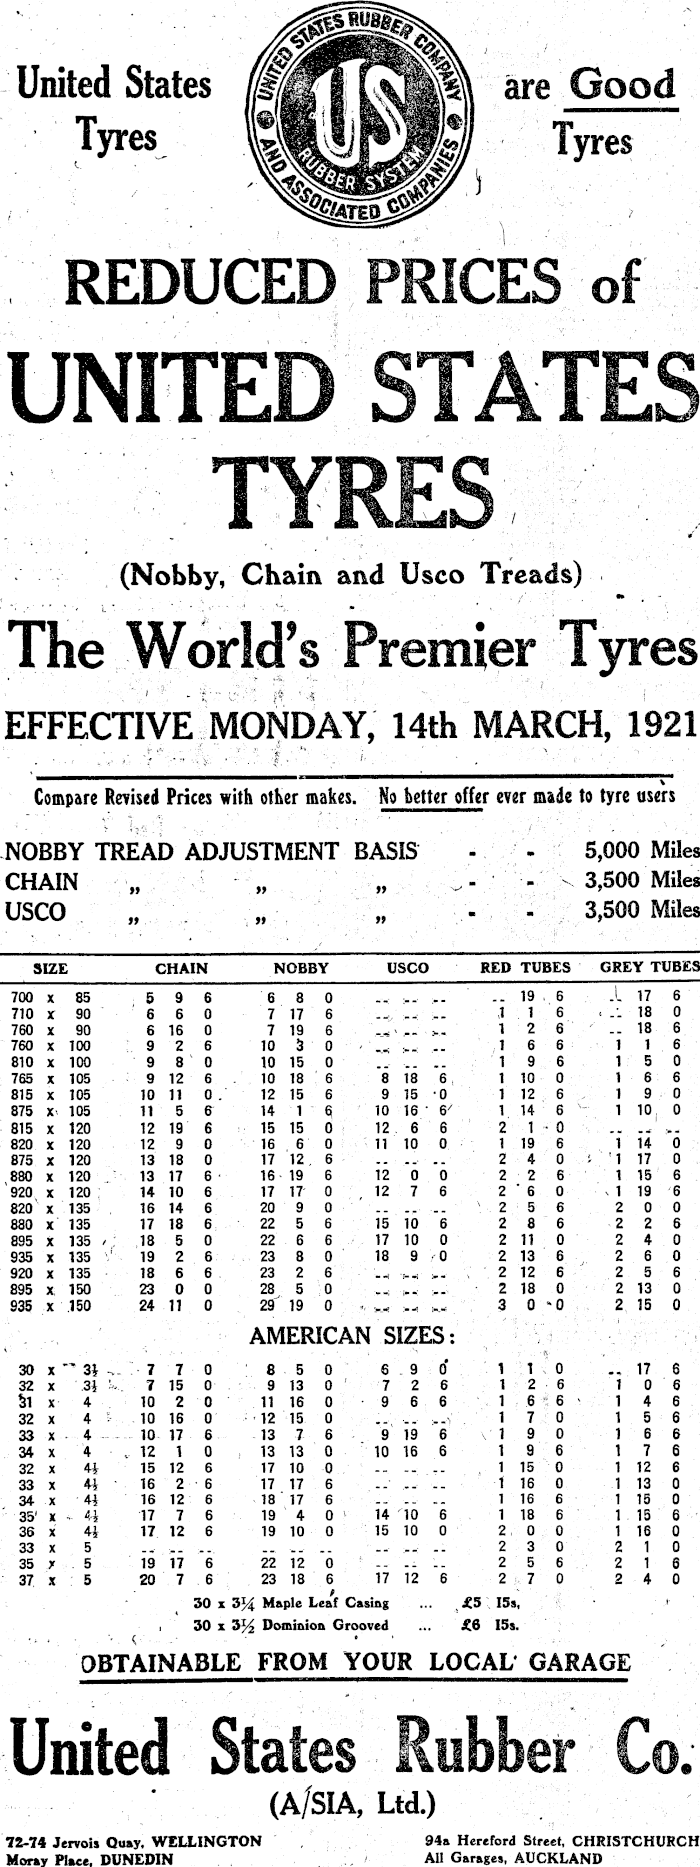 UNITED STATES RUBBER COMPANY
AND ASSOCIATED COMPANIES
US
RUBBER SYSTEM
United States
Tyres
are Good
Tyres
REDUCED PRICES of
UNITED STATES
TYRES
(Nobby, Chain and Usco Treads)
The World's Premier Tyres
EFFECTIVE MONDAY, 14th MARCH, 1921
Compare Revised Prices with other makes. No better offer ever made to tyre users
NOBBY TREAD ADJUSTMENT BASIS - - 5,000 Miles
CHAIN „ „ „ - - 3,500 Miles
USCO „ „ „ - - 3,500 Miles
SIZE CHAIN NOBBY USCO RED TUBES GREY TUBES
700 x 85 5 9 6 6 8 0 .. .. .. .. 19 6 .. 17 6
710 x 90 6 6 0 7 17 6 .. .. .. 1 1 6 .. 18 0
760 x 90 6 16 0 7 19 6 .. .. .. 1 2 6 .. 18 6
760 x 100 9 2 6 10 3 0 .. .. .. 1 6 6 1 1 6
810 x 100 9 8 0 10 15 0 .. .. .. 1 9 6 1 5 0
765 x 105 9 12 6 10 18 6 8 18 6 1 10 0 1 6 6
815 x 105 10 11 0 12 15 6 9 15 0 1 12 6 1 9 0
875 x 105 11 5 6 14 1 6 10 16 6 1 14 6 1 10 0
815 x 120 12 19 6 15 15 0 12 6 6 2 1 0 .. .. ..
820 x 120 12 9 0 16 6 0 11 10 0 1 19 6 1 14 0
875 x 120 13 18 0 17 12 6 .. .. .. 2 4 0 1 17 0
880 x 120 13 17 6 16 19 6 12 0 0 2 2 6 1 15 6
920 x 120 14 10 6 17 17 0 12 7 6 2 6 0 1 19 6
820 x 135 16 14 6 20 9 0 .. .. .. 2 5 6 2 0 0
880 x 135 17 18 6 22 5 6 15 10 6 2 8 6 2 2 6
895 x 135 18 5 0 22 6 6 17 10 0 2 11 0 2 4 0
935 x 135 19 2 6 23 8 0 18 9 0 2 13 6 2 6 0
920 x 135 18 6 6 23 2 6 .. .. .. 2 12 6 2 5 6
895 x 150 23 0 0 28 5 0 .. .. .. 2 18 0 2 13 0
935 x 150 24 11 0 29 19 0 .. .. .. 3 0 0 2 15 0
AMERICAN SIZES:
30 x 3½ 7 7 0 8 5 0 6 9 0 1 1 0 .. 17 6
32 x 3½ 7 15 0 9 13 0 7 2 6 1 2 6 1 0 6
31 x 4 10 2 0 11 16 0 9 6 6 1 6 6 1 4 6
32 x 4 10 16 0 12 15 0 .. .. .. 1 7 0 1 5 6
33 x 4 10 17 6 13 7 6 9 19 6 1 9 0 1 6 6
34 x 4 12 1 0 13 13 0 10 16 6 1 9 6 1 7 6
32 x 4½ 15 12 6 17 10 0 .. .. .. 1 15 0 1 12 6
33 x 4½ 16 2 6 17 17 6 .. .. .. 1 16 0 1 13 0
34 x 4½ 16 12 6 18 17 6 .. .. .. 1 16 6 1 15 0
35 x 4½ 17 7 6 19 4 0 14 10 6 1 18 6 1 15 6
36 x 4½ 17 12 6 19 10 0 15 10 0 2 0 0 1 16 0
33 x 5 .. .. .. .. .. .. .. .. .. 2 3 0 2 1 0
35 x 5 19 17 6 22 12 0 .. .. .. 2 5 6 2 1 6
37 x 5 20 7 6 23 18 6 17 12 6 2 7 0 2 4 0
30 x 3¼ Maple Leaf Casing ... £5 15s.
30 x 3½ Dominion Grooved ... £6 15s.
OBTAINABLE FROM YOUR LOCAL GARAGE
United States Rubber Co.
(A/SIA, Ltd.)
72-74 Jervois Quay, WELLINGTON
Moray Place, DUNEDIN
94a Hereford Street, CHRISTCHURCH
All Garages, AUCKLAND